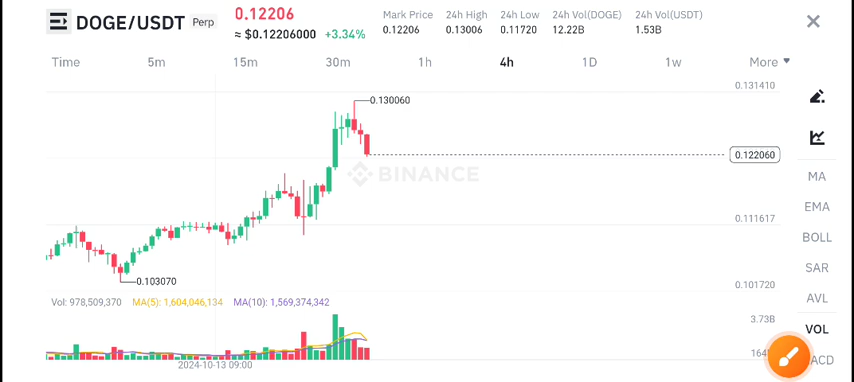 DOGE/USDT Perp
0.12206
≈ $0.12206000 +3.34%
Mark Price 24h High 24h Low 24h Vol(DOGE) 24h Vol(USDT)
0.12206 0.13006 0.11720 12.22B 1.53B
Time 5m 15m 30m 1h 4h 1D 1w More
0.131410
0.130060
0.122060
BINANCE
MA
EMA
0.111617
BOLL
SAR
0.103070
0.101720
AVL
Vol: 978,509,370 MA(5): 1,604,046,134 MA(10): 1,569,374,342
3.73B
VOL
164
ACD
2024-10-13 09:00